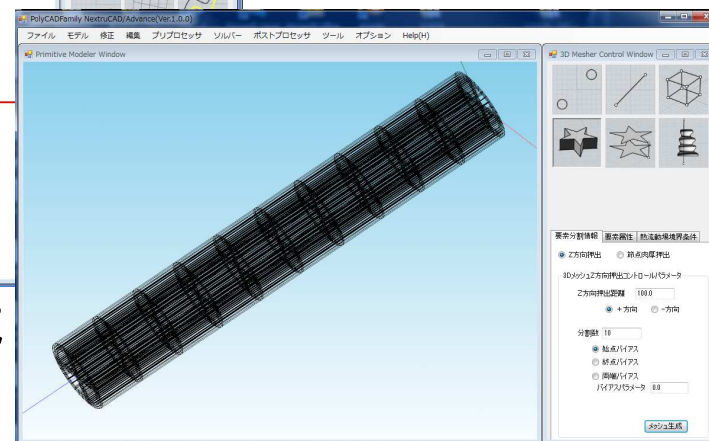 PolyCADFamily NextruCAD/Advance(Ver.1.0.0)
ファイル モデル 修正 編集 プリプロセッサ ソルバー ポストプロセッサ ツール オプション Help(H)
Primitive Modeler Window
3D Mesher Control Window
要素分割情報 要素属性 熱流動場境界条件
Z方向押出 節点肉厚押出
3DメッシュZ方向押出コントロールパラメータ
Z方向押出距離 100.0
+方向 -方向
分割数 10
始点バイアス
終点バイアス
両端バイアス
バイアスパラメータ 0.0
メッシュ生成